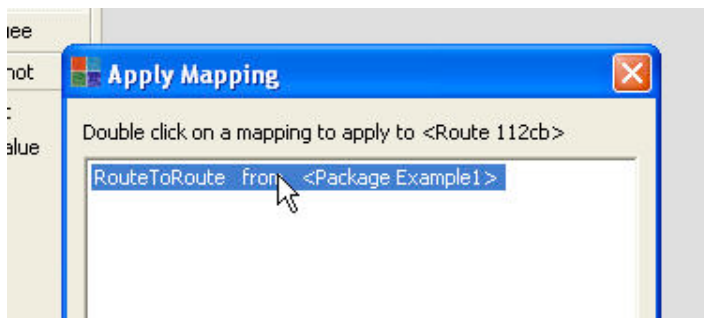 Apply Mapping
Double click on a mapping to apply to <Route 112cb>
RouteToRoute from <Package Example1>